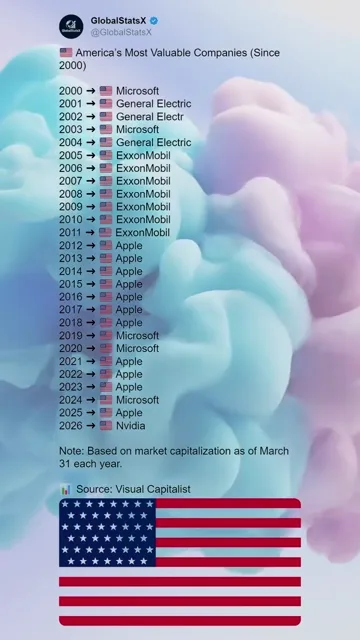 GlobalStatsX
@GlobalStatsX
🇺🇸 America's Most Valuable Companies (Since
2000)
2000 → 🇺🇸 Microsoft
2001 → 🇺🇸 General Electric
2002 → 🇺🇸 General Electr
2003 → 🇺🇸 Microsoft
2004 → 🇺🇸 General Electric
2005 → 🇺🇸 ExxonMobil
2006 → 🇺🇸 ExxonMobil
2007 → 🇺🇸 ExxonMobil
2008 → 🇺🇸 ExxonMobil
2009 → 🇺🇸 ExxonMobil
2010 → 🇺🇸 ExxonMobil
2011 → 🇺🇸 ExxonMobil
2012 → 🇺🇸 Apple
2013 → 🇺🇸 Apple
2014 → 🇺🇸 Apple
2015 → 🇺🇸 Apple
2016 → 🇺🇸 Apple
2017 → 🇺🇸 Apple
2018 → 🇺🇸 Apple
2019 → 🇺🇸 Microsoft
2020 → 🇺🇸 Microsoft
2021 → 🇺🇸 Apple
2022 → 🇺🇸 Apple
2023 → 🇺🇸 Apple
2024 → 🇺🇸 Microsoft
2025 → 🇺🇸 Apple
2026 → 🇺🇸 Nvidia
Note: Based on market capitalization as of March
31 each year.
📊 Source: Visual Capitalist